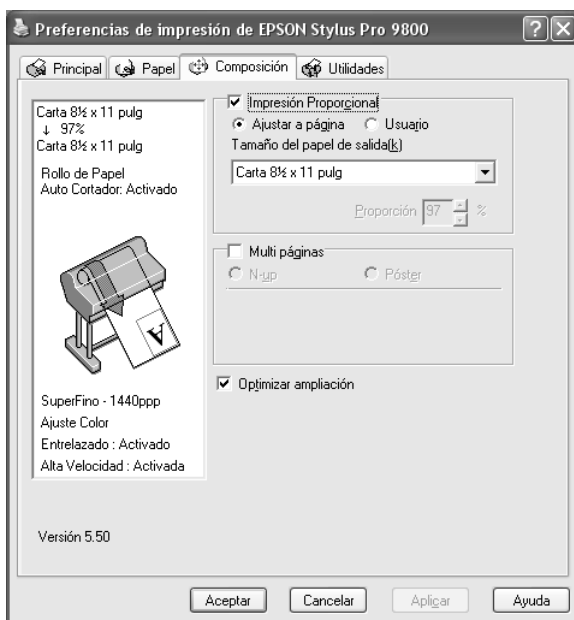 Preferencias de impresión de EPSON Stylus Pro 9800
Principal
Papel
Composición
Utilidades
Carta 8½ x 11 pulg
↓ 97%
Carta 8½ x 11 pulg
Rollo de Papel
Auto Cortador: Activado
A
SuperFino - 1440ppp
Ajuste Color
Entrelazado : Activado
Alta Velocidad : Activada
Versión 5.50
Impresión Proporcional
Ajustar a página
Usuario
Tamaño del papel de salida(k)
Carta 8½ x 11 pulg
Proporción 97 %
Multi páginas
N-up
Póster
Optimizar ampliación
Aceptar
Cancelar
Aplicar
Ayuda